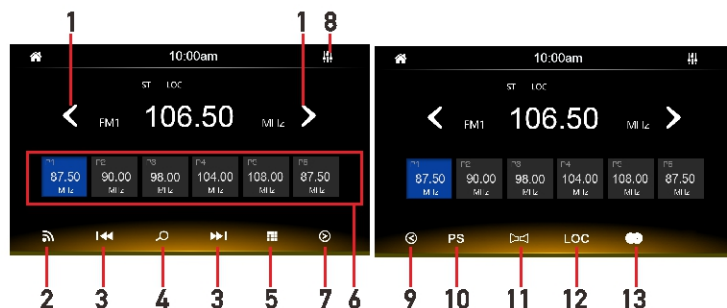 1 1 8
10:00am
ST LOC
FM1 106.50 MHz
P1 P2 P3 P4 P5 P6
87.50 90.00 98.00 104.00 108.00 87.50
MHz MHz MHz MHz MHz MHz
2 3 4 3 5 7 6
10:00am
ST LOC
FM1 106.50 MHz
P1 P2 P3 P4 P5 P6
87.50 90.00 98.00 104.00 108.00 87.50
MHz MHz MHz MHz MHz MHz
PS LOC
9 10 11 12 13